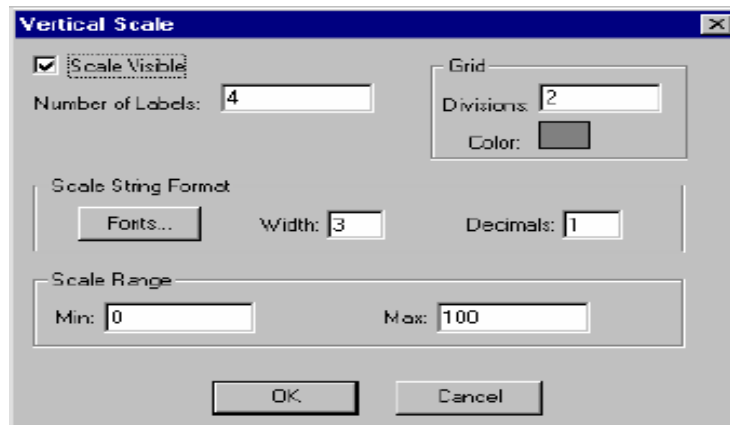 Vertical Scale
Scale Visible
Number of Labels: 4
Grid
Divisions: 2
Color:
Scale String Format
Fonts... Width: 3 Decimals: 1
Scale Range
Min: 0 Max: 100
OK Cancel